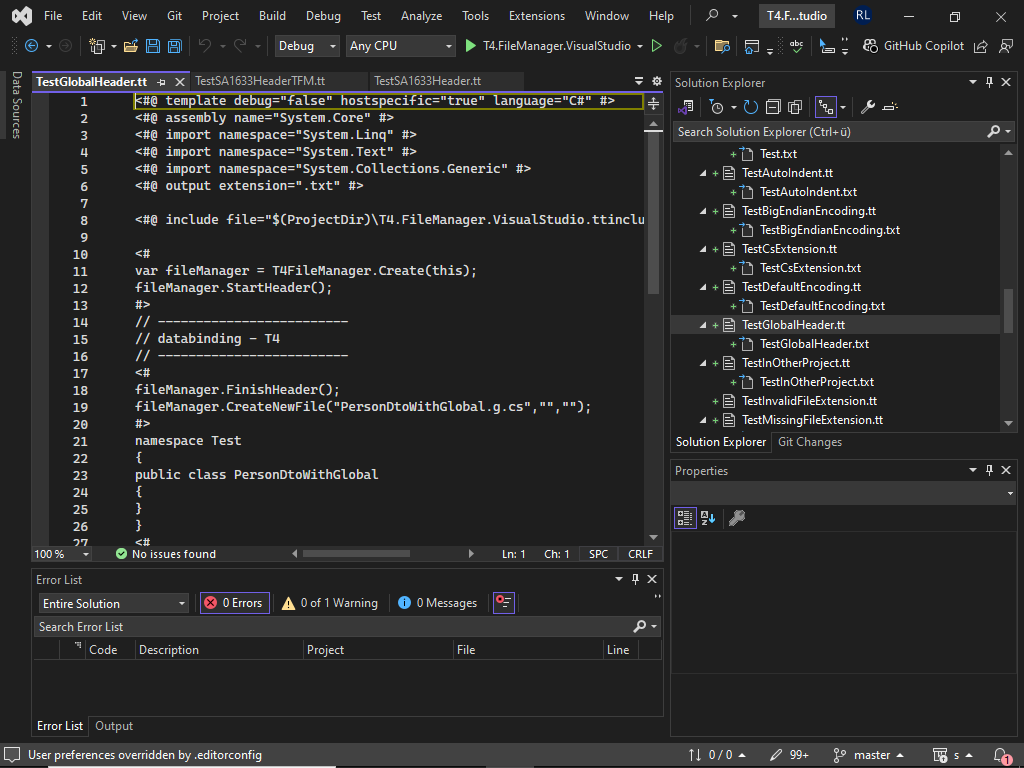 File Edit View Git Project Build Debug Test Analyze Tools Extensions Window Help T4.F...tudio RL
Debug Any CPU T4.FileManager.VisualStudio abc GitHub Copilot
Data Sources
TestGlobalHeader.tt TestSA1633HeaderTFM.tt TestSA1633Header.tt
1 <#@ template debug="false" hostspecific="true" language="C#" #>
2 <#@ assembly name="System.Core" #>
3 <#@ import namespace="System.Linq" #>
4 <#@ import namespace="System.Text" #>
5 <#@ import namespace="System.Collections.Generic" #>
6 <#@ output extension=".txt" #>
7
8 <#@ include file="$(ProjectDir)\T4.FileManager.VisualStudio.ttinclu
9
10 <#
11 var fileManager = T4FileManager.Create(this);
12 fileManager.StartHeader();
13 #>
14 // -------------------------
15 // databinding - T4
16 // -------------------------
17 <#
18 fileManager.FinishHeader();
19 fileManager.CreateNewFile("PersonDtoWithGlobal.g.cs","","");
20 #>
21 namespace Test
22 {
23 public class PersonDtoWithGlobal
24 {
25 }
26 }
27 <#
100 % No issues found Ln: 1 Ch: 1 SPC CRLF
Solution Explorer
Search Solution Explorer (Ctrl+ü)
Test.txt
TestAutoIndent.tt
TestAutoIndent.txt
TestBigEndianEncoding.tt
TestBigEndianEncoding.txt
TestCsExtension.tt
TestCsExtension.txt
TestDefaultEncoding.tt
TestDefaultEncoding.txt
TestGlobalHeader.tt
TestGlobalHeader.txt
TestInOtherProject.tt
TestInOtherProject.txt
TestInvalidFileExtension.tt
TestMissingFileExtension.tt
Solution Explorer Git Changes
Properties
Error List
Entire Solution 0 Errors 0 of 1 Warning 0 Messages
Search Error List
Code Description Project File Line
Error List Output
User preferences overridden by .editorconfig 0 / 0 99+ master s 1